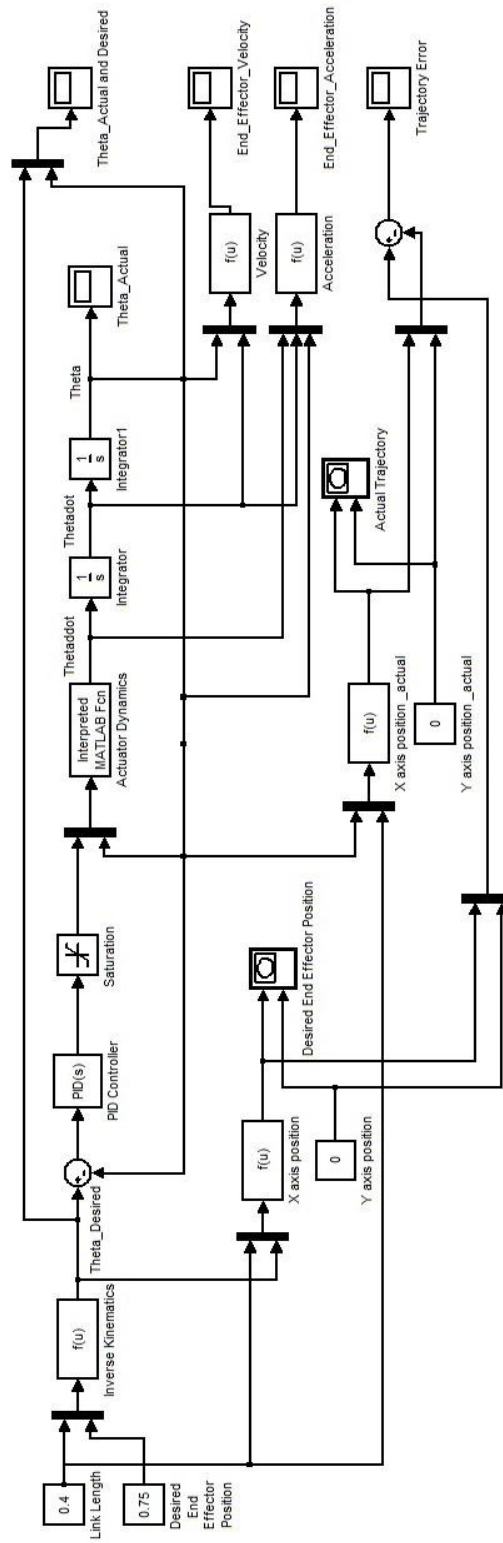 0.4
Link Length
0.75
Desired
End
Effector
Position
f(u)
Inverse Kinematics
Theta_Desired
PID(s)
PID Controller
Saturation
Interpreted
MATLAB Fcn
Actuator Dynamics
Thetaddot
1
s
Integrator
Thetadot
1
s
Integrator1
Theta
Theta_Actual
Theta_Actual and Desired
f(u)
Velocity
End_Effector_Velocity
f(u)
Acceleration
End_Effector_Acceleration
f(u)
X axis position
0
Y axis position
Desired End Effector Position
f(u)
X axis position _actual
0
Y axis position _actual
Actual Trajectory
Trajectory Error